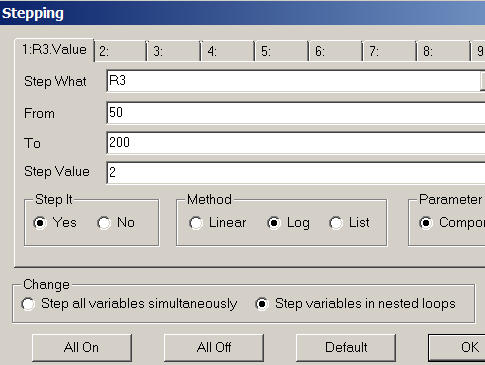 Stepping
1:R3.Value 2: 3: 4: 5: 6: 7: 8: 9
Step What R3
From 50
To 200
Step Value 2
Step It Method Parameter
Yes No Linear Log List Compo
Change
Step all variables simultaneously Step variables in nested loops
All On All Off Default OK